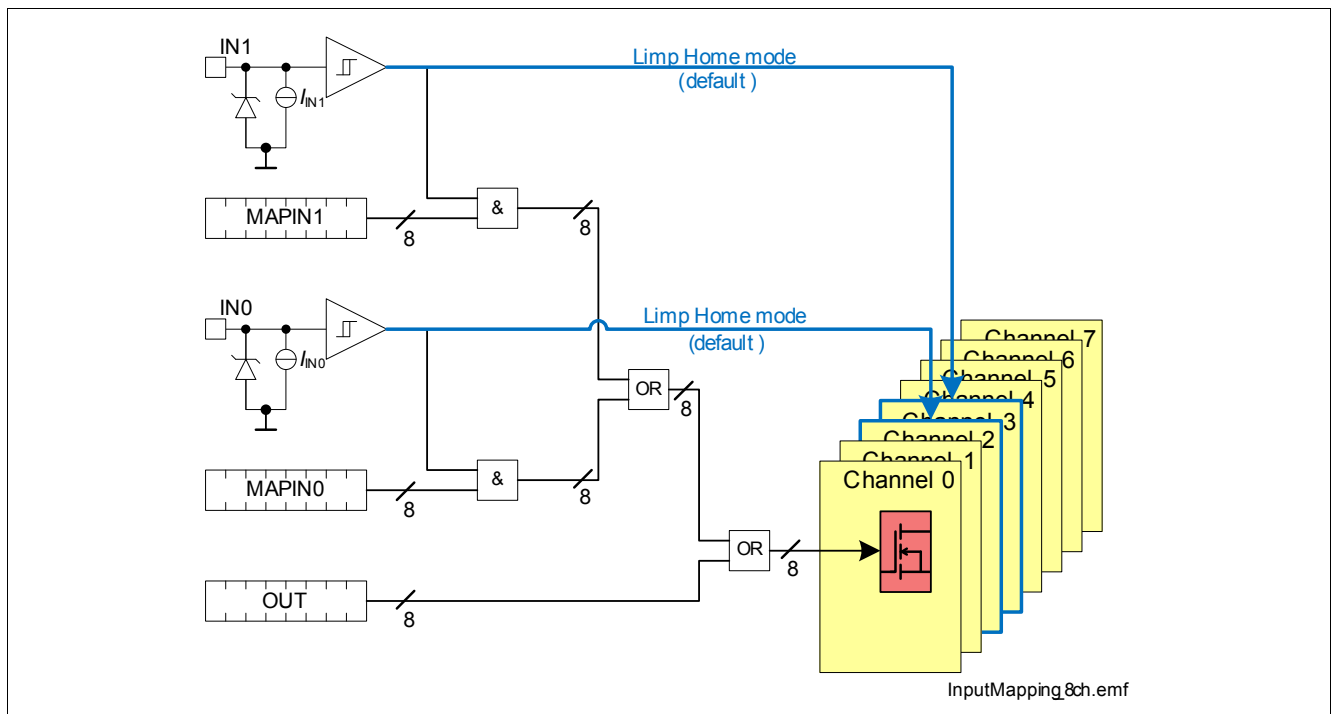 IN1
Limp Home mode
(default )
IIN1
MAPIN1
8
&
8
IN0
Limp Home mode
(default )
IIN0
Channel 7
Channel 6
Channel 5
Channel 4
Channel 3
Channel 2
Channel 1
Channel 0
OR
8
MAPIN0
8
&
8
OR
8
OUT
8
InputMapping_8ch.emf